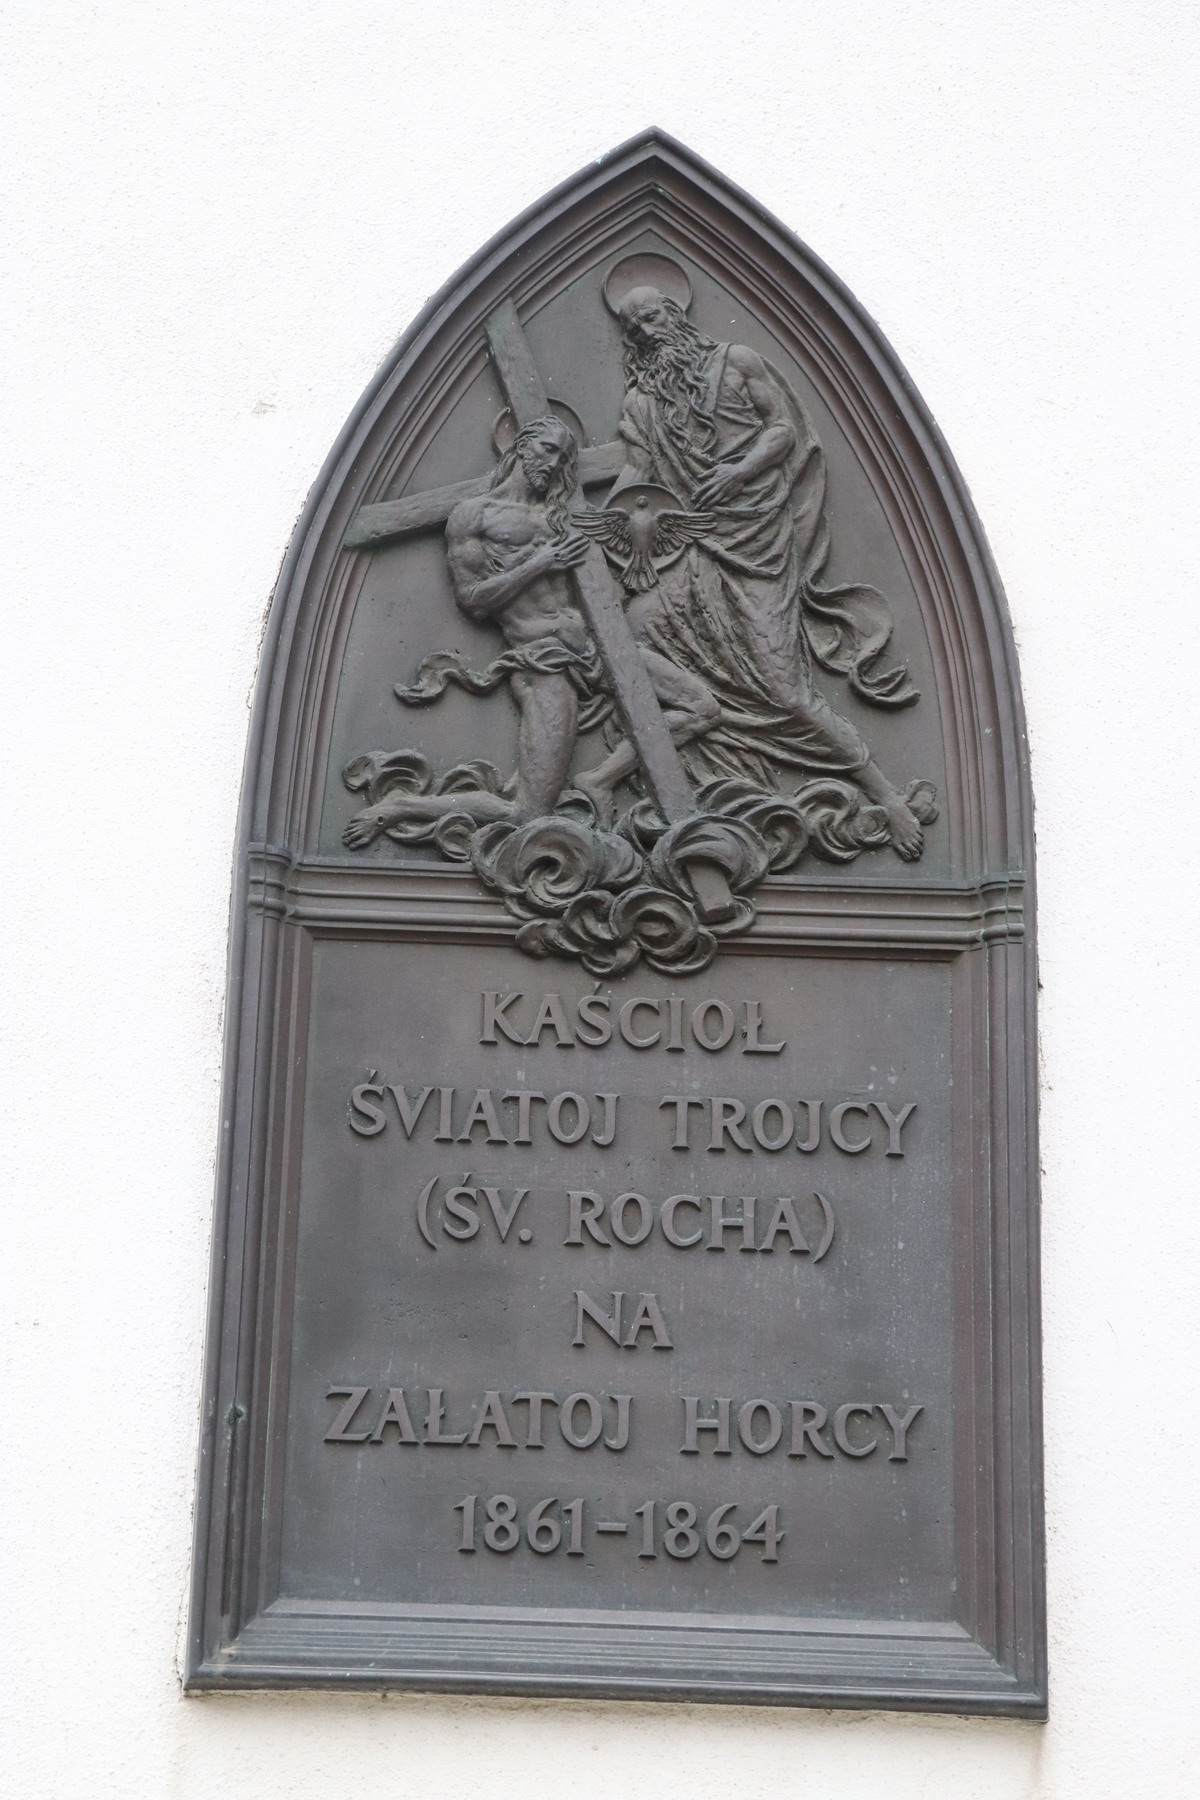 KAŚCIOŁ
ŚVIATOJ TROJCY
(ŚV. ROCHA)
NA
ZAŁATOJ HORCY
1861–1864